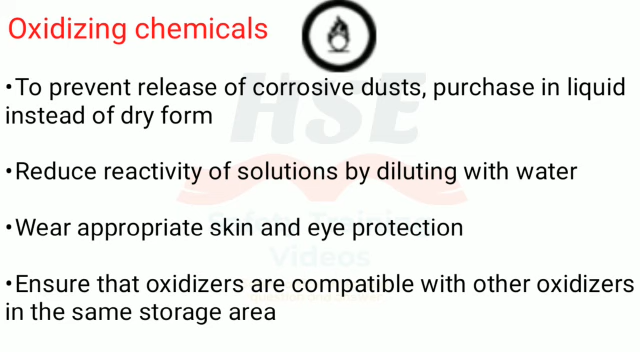 Oxidizing chemicals
•To prevent release of corrosive dusts, purchase in liquid
instead of dry form
•Reduce reactivity of solutions by diluting with water
•Wear appropriate skin and eye protection
•Ensure that oxidizers are compatible with other oxidizers
in the same storage area
HSE
Videos